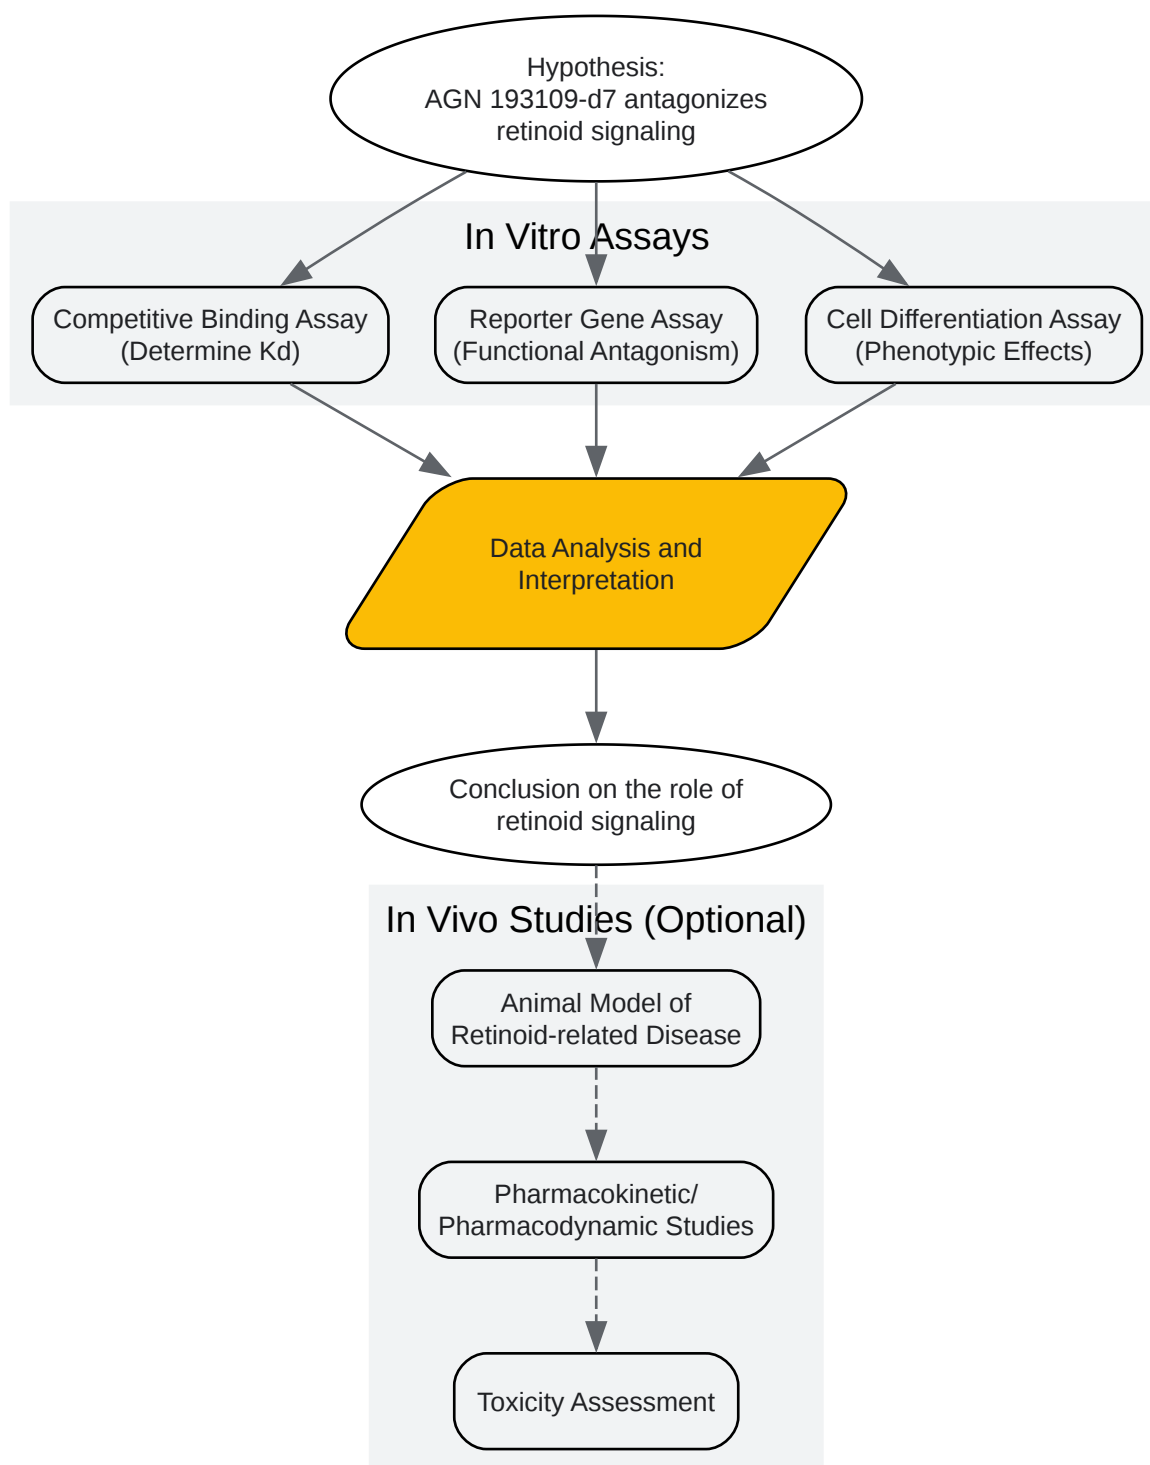 Hypothesis:
AGN 193109-d7 antagonizes
retinoid signaling
In Vitro Assays
Competitive Binding Assay
(Determine Kd)
Reporter Gene Assay
(Functional Antagonism)
Cell Differentiation Assay
(Phenotypic Effects)
Data Analysis and
Interpretation
Conclusion on the role of
retinoid signaling
In Vivo Studies (Optional)
Animal Model of
Retinoid-related Disease
Pharmacokinetic/
Pharmacodynamic Studies
Toxicity Assessment